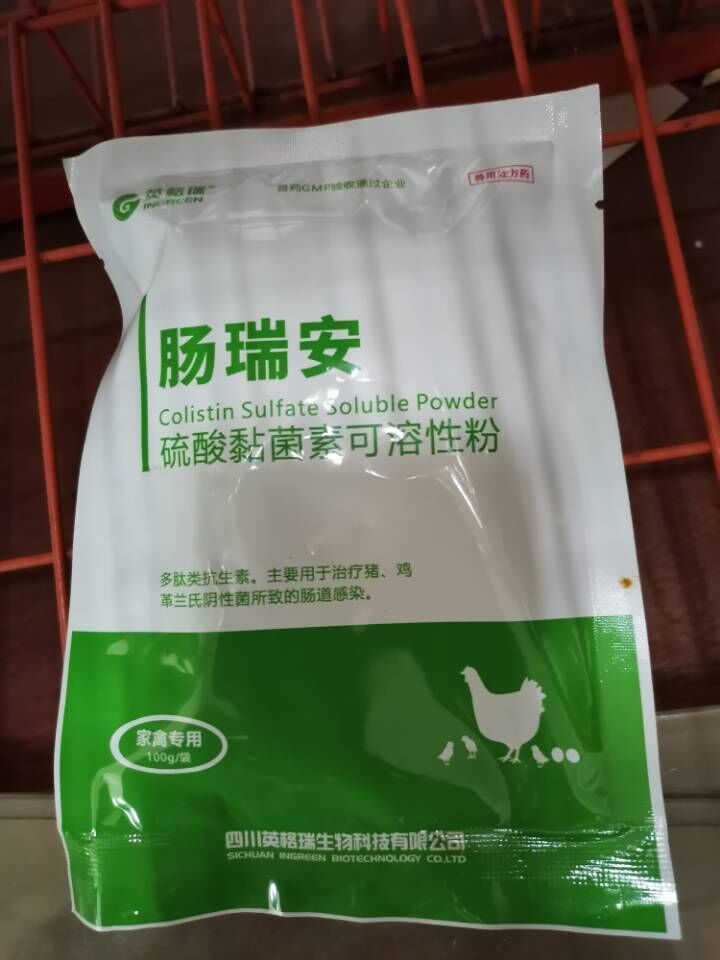 英格瑞®
INGREEN
兽药GMP验收通过企业
兽用处方药
肠瑞安
Colistin Sulfate Soluble Powder
硫酸黏菌素可溶性粉
多肽类抗生素。主要用于治疗猪、鸡
革兰氏阴性菌所致的肠道感染。
家禽专用
100g/袋
四川英格瑞生物科技有限公司
SICHUAN INGREEN BIOTECHNOLOGY CO.,LTD